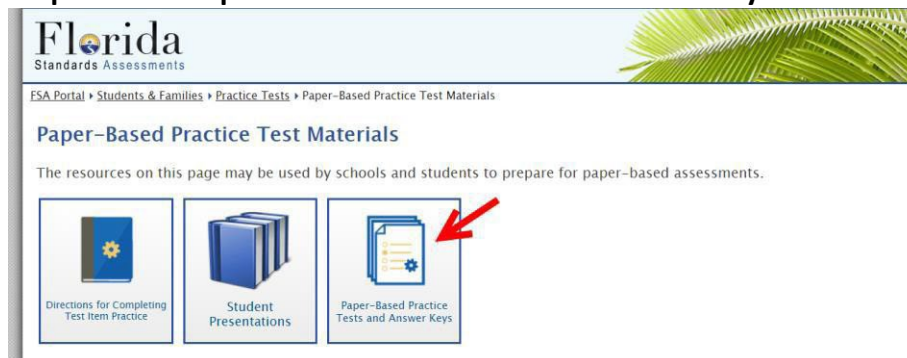 Florida
Standards Assessments
FSA Portal ▸ Students & Families ▸ Practice Tests ▸ Paper-Based Practice Test Materials
Paper-Based Practice Test Materials
The resources on this page may be used by schools and students to prepare for paper-based assessments.
Directions for Completing
Test Item Practice
Student
Presentations
Paper-Based Practice
Tests and Answer Keys